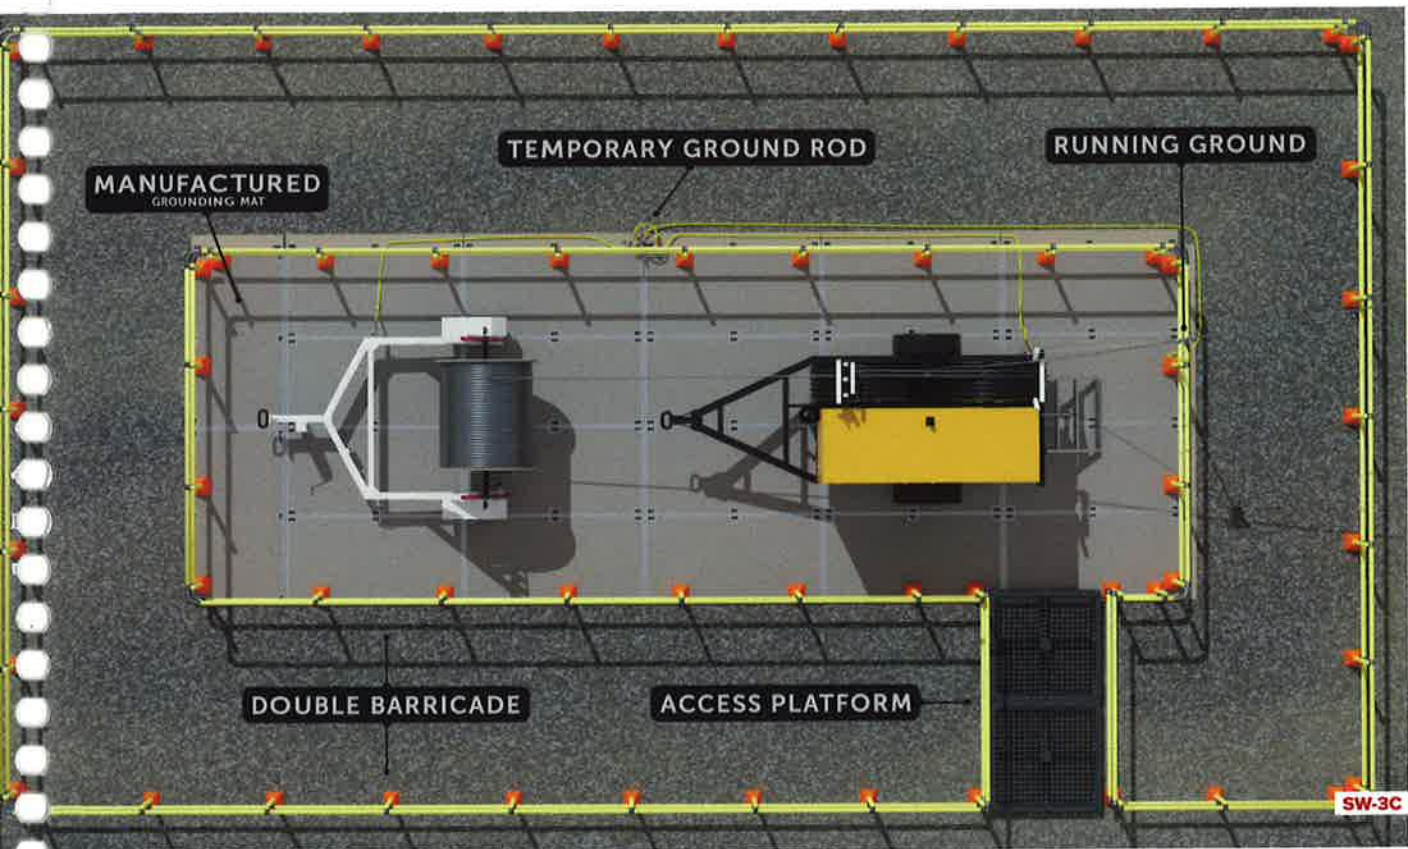 TEMPORARY GROUND ROD
RUNNING GROUND
MANUFACTURED
GROUNDING MAT
DOUBLE BARRICADE
ACCESS PLATFORM
SW-3C